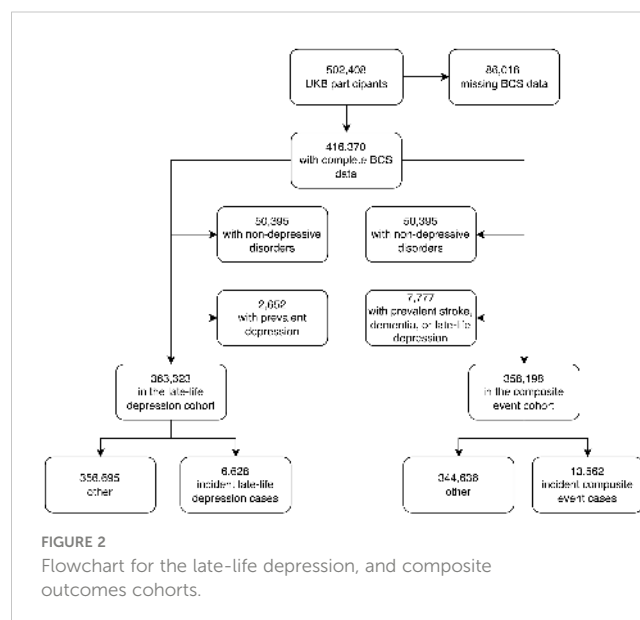 502,408
UKB participants
86,016
missing BCS data
416,370
with complete BCS
data
50,395
with non-depressive
disorders
50,395
with non-depressive
disorders
2,652
with prevalent
depression
7,777
with prevalent stroke,
dementia, or late-life
depression
363,323
in the late-life
depression cohort
358,198
in the composite
event cohort
356,695
other
6,628
incident late-life
depression cases
344,636
other
13,562
incident composite
event cases
FIGURE 2
Flowchart for the late-life depression, and composite
outcomes cohorts.